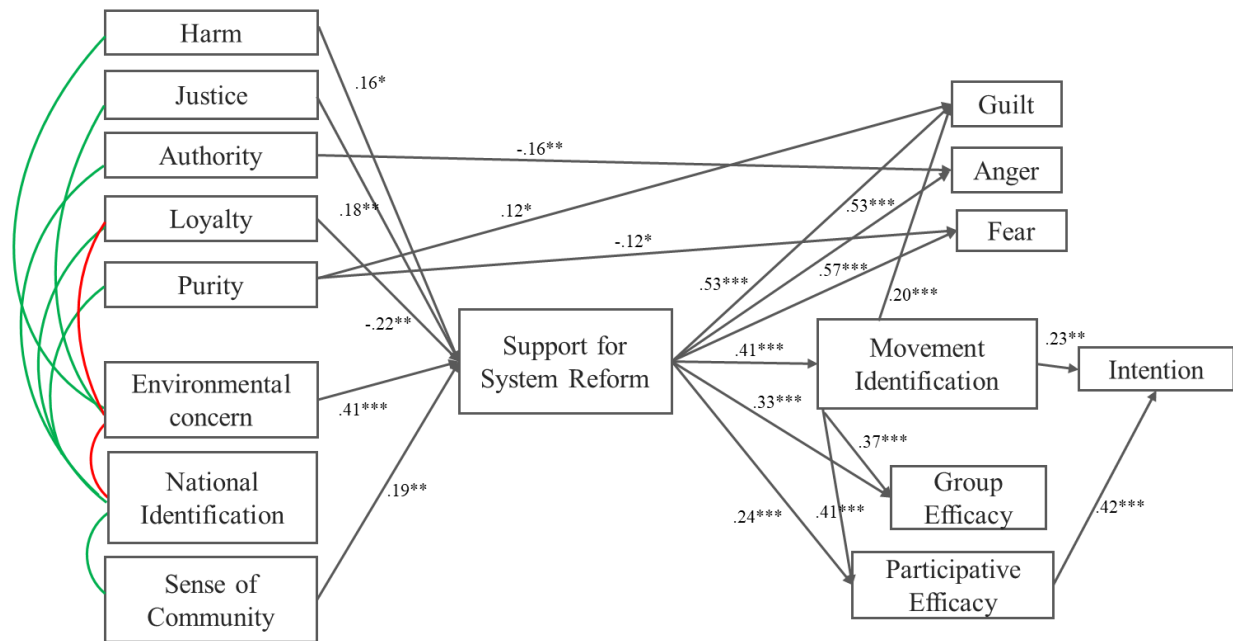 Harm
Justice
Authority
Loyalty
Purity
Environmental
concern
National
Identification
Sense of
Community
.16*
.18**
-.22**
.41***
.19**
-.16**
.12*
-.12*
Support for
System Reform
.53***
.53***
.57***
.20***
.41***
.33***
.24***
Guilt
Anger
Fear
Movement
Identification
.23**
Intention
.37***
.41***
Group
Efficacy
.42***
Participative
Efficacy